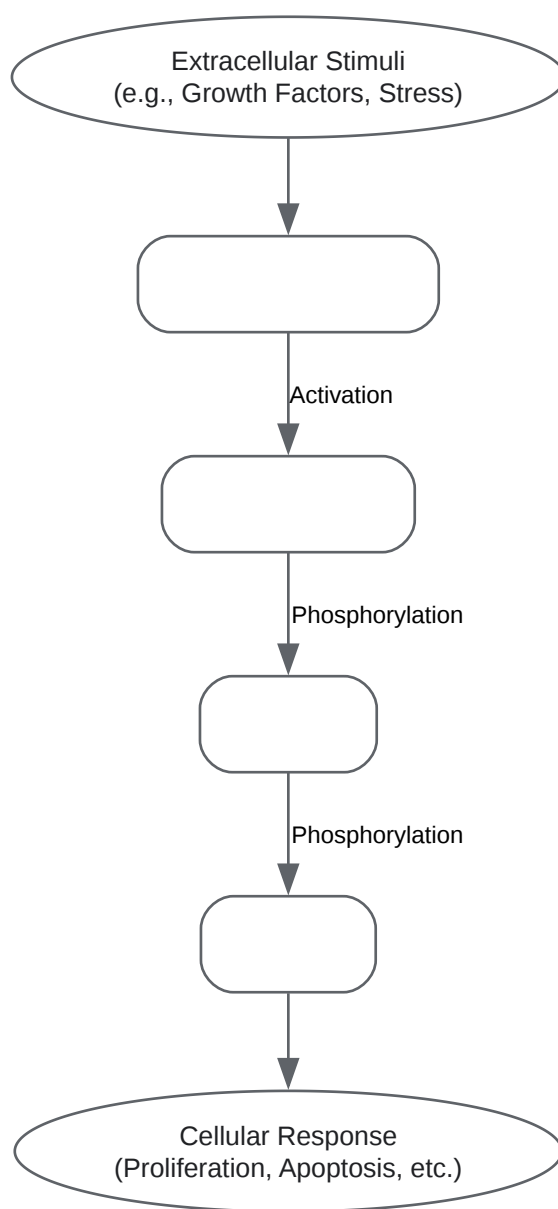 Extracellular Stimuli
(e.g., Growth Factors, Stress)
Activation
Phosphorylation
Phosphorylation
Cellular Response
(Proliferation, Apoptosis, etc.)